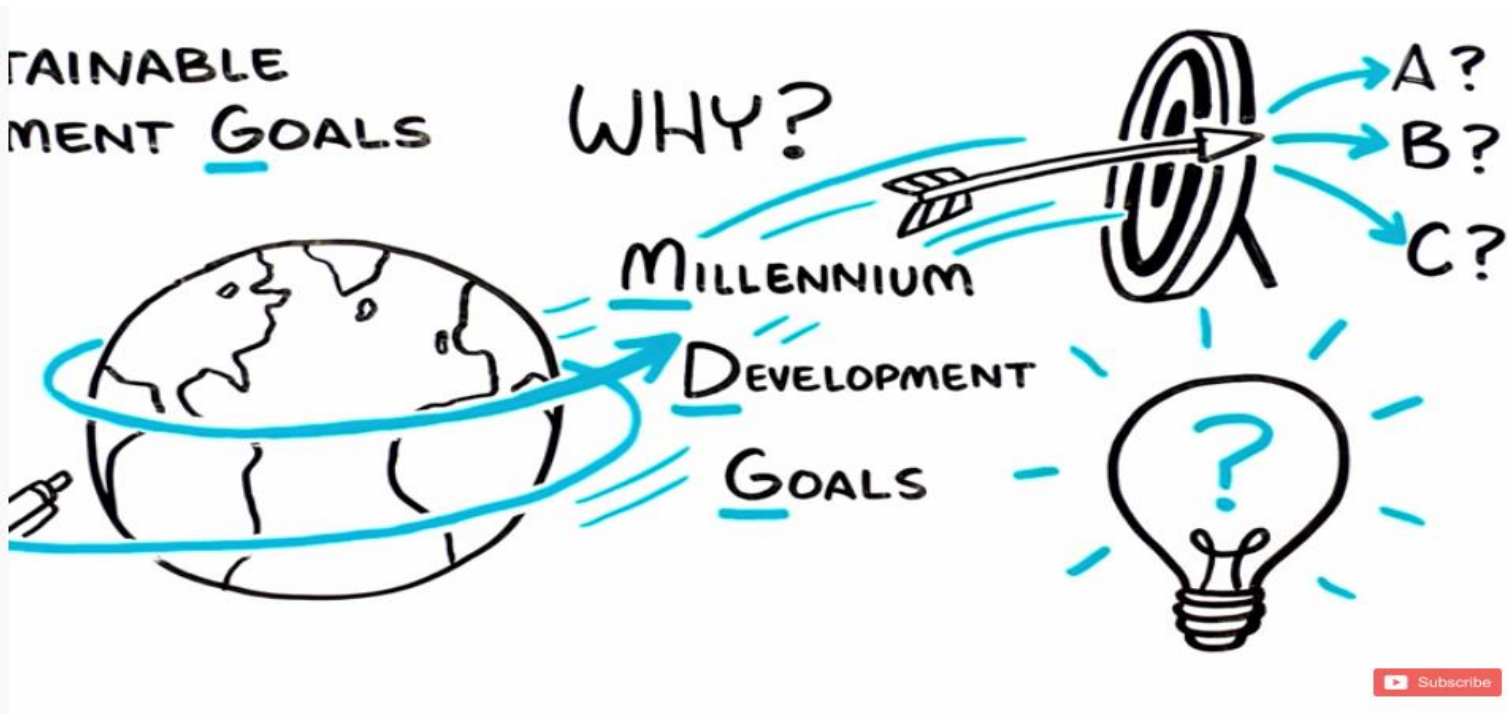 TAINABLE
MENT GOALS
WHY?
MILLENNIUM
DEVELOPMENT
GOALS
A?
B?
C?
?
Subscribe